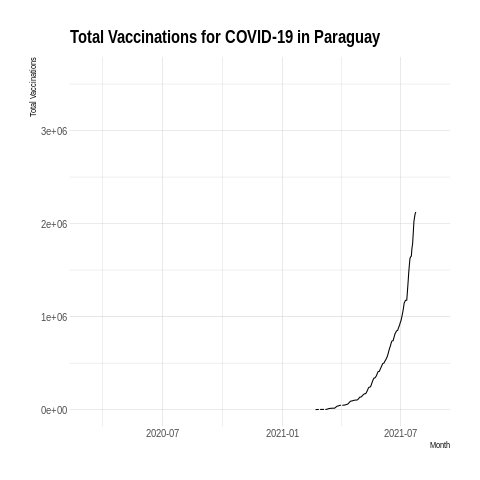 Total Vaccinations for COVID-19 in Paraguay
Total Vaccinations
3e+06
2e+06
1e+06
0e+00
2020-07
2021-01
2021-07
Month